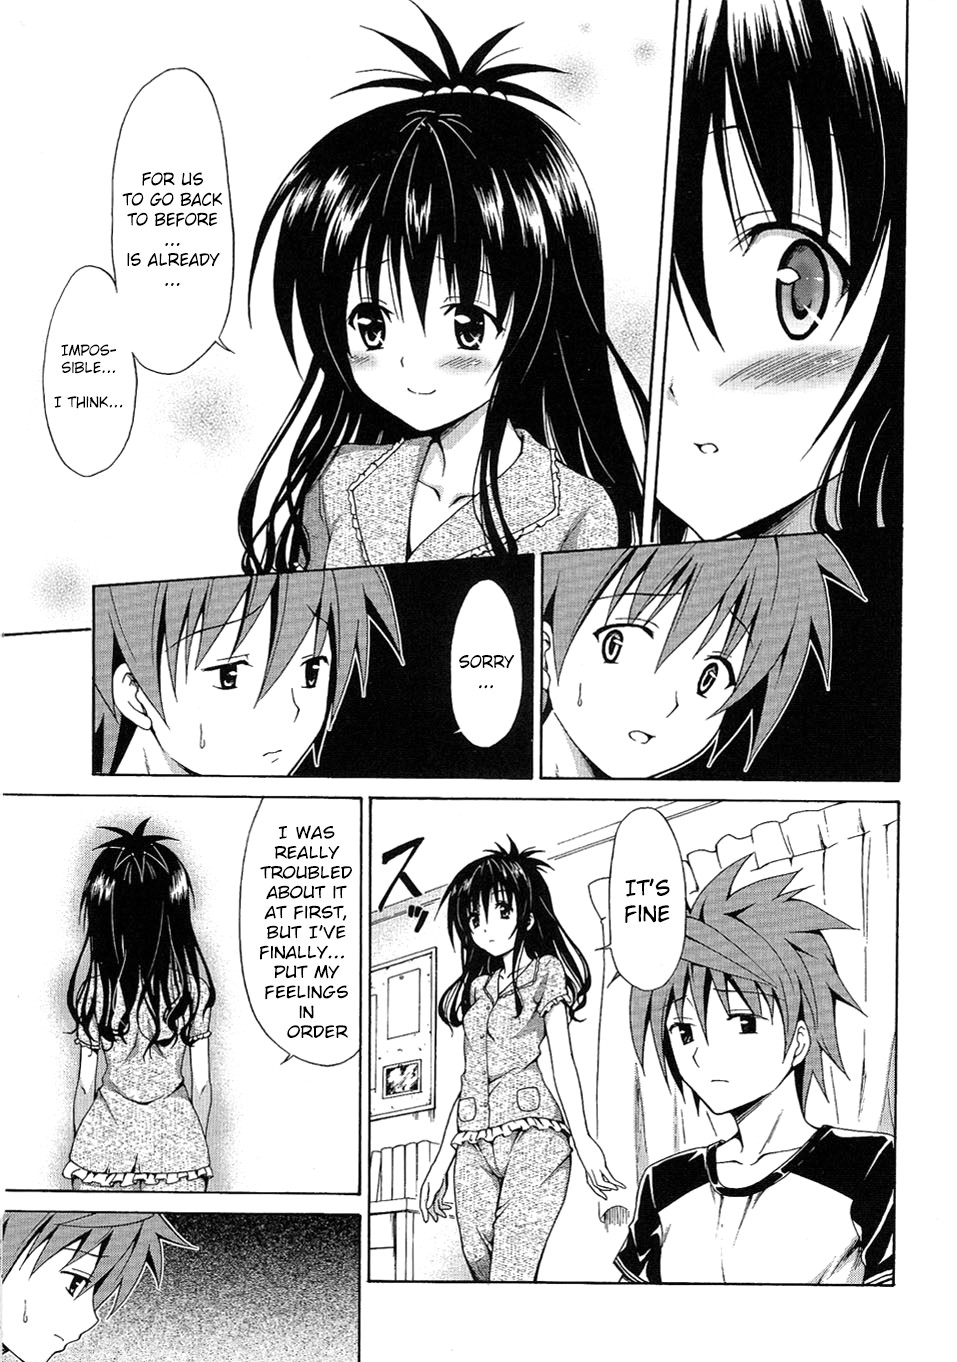 FOR US
TO GO BACK
TO BEFORE
...
IS ALREADY
...
IMPOS-
SIBLE...
I THINK...
SORRY
...
IT'S
FINE
スッ
I WAS
REALLY
TROUBLED
ABOUT IT
AT FIRST,
BUT I'VE
FINALLY...
PUT MY
FEELINGS
IN
ORDER